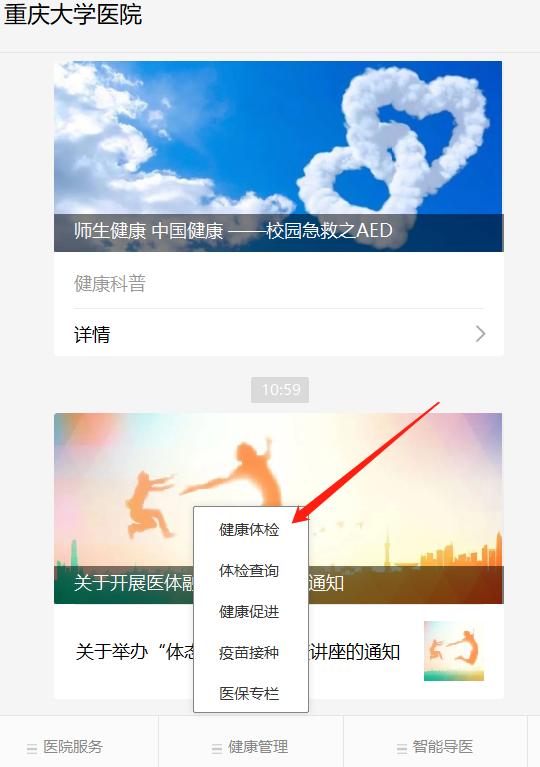 重庆大学医院
师生健康 中国健康 ——校园急救之AED
健康科普
详情
10:59
健康体检
体检查询
关于开展医体融
通知
健康促进
关于举办“体态
讲座的通知
疫苗接种
医保专栏
医院服务
健康管理
智能导医